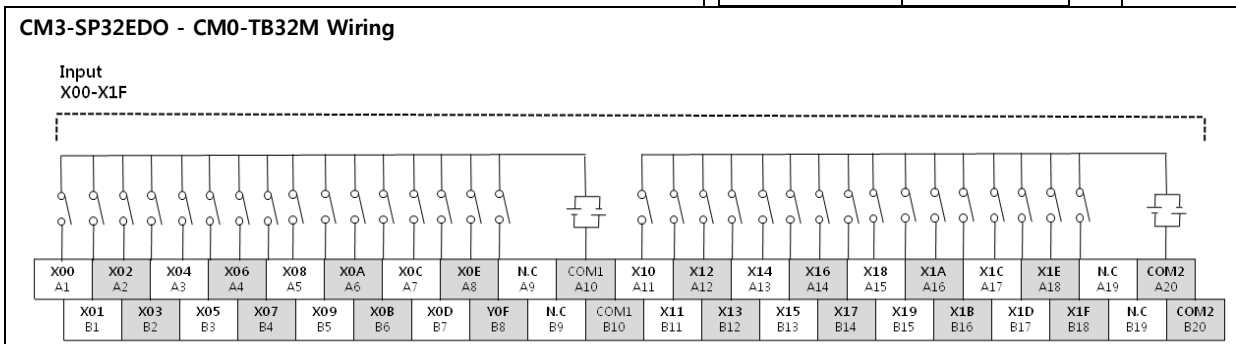 CM3-SP32EDO - CM0-TB32M Wiring
Input
X00-X1F
X00 X02 X04 X06 X08 X0A X0C X0E N.C COM1 X10 X12 X14 X16 X18 X1A X1C X1E N.C COM2
A1 A2 A3 A4 A5 A6 A7 A8 A9 A10 A11 A12 A13 A14 A15 A16 A17 A18 A19 A20
X01 X03 X05 X07 X09 X0B X0D Y0F N.C COM1 X11 X13 X15 X17 X19 X1B X1D X1F N.C COM2
B1 B2 B3 B4 B5 B6 B7 B8 B9 B10 B11 B12 B13 B14 B15 B16 B17 B18 B19 B20